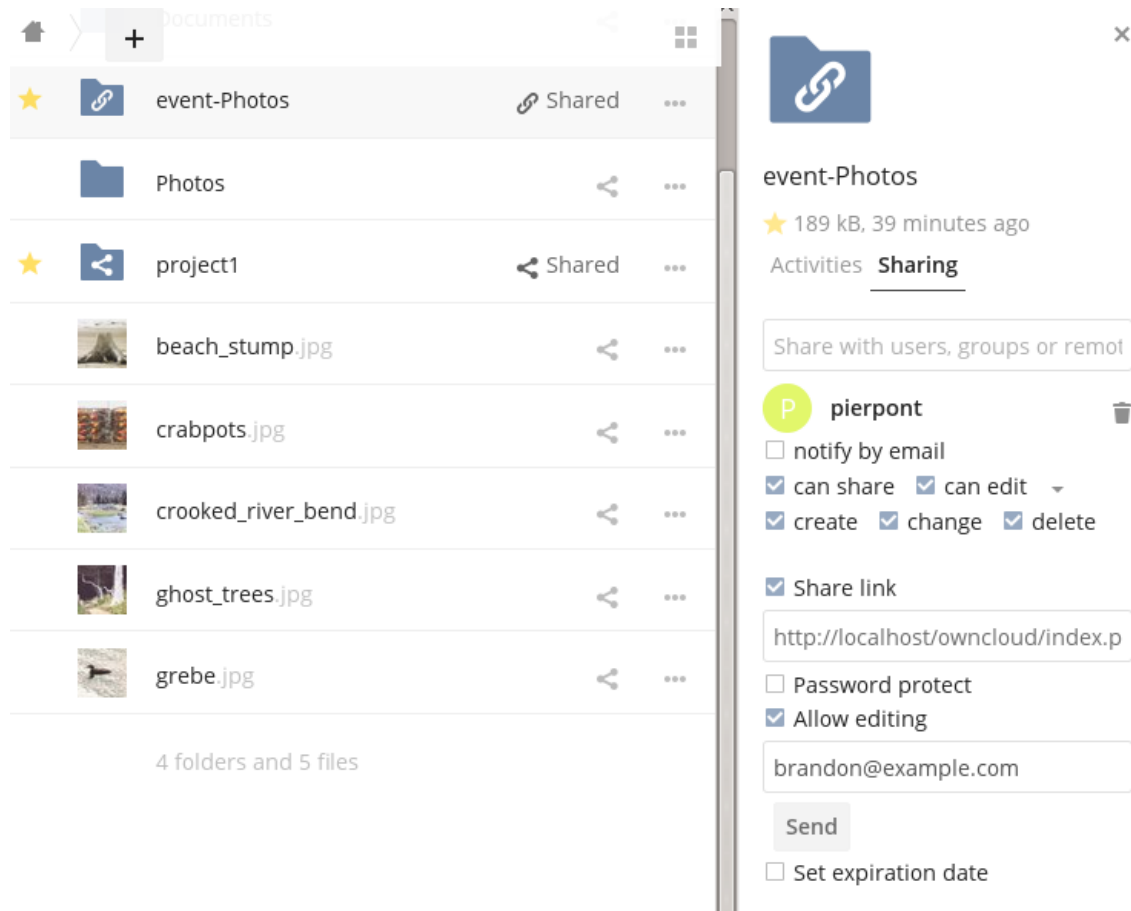 Documents
+
event-Photos Shared
Photos
project1 Shared
beach_stump.jpg
crabpots.jpg
crooked_river_bend.jpg
ghost_trees.jpg
grebe.jpg
4 folders and 5 files
event-Photos
189 kB, 39 minutes ago
Activities Sharing
Share with users, groups or remot
P pierpont
notify by email
can share can edit
create change delete
Share link
http://localhost/owncloud/index.p
Password protect
Allow editing
brandon@example.com
Send
Set expiration date